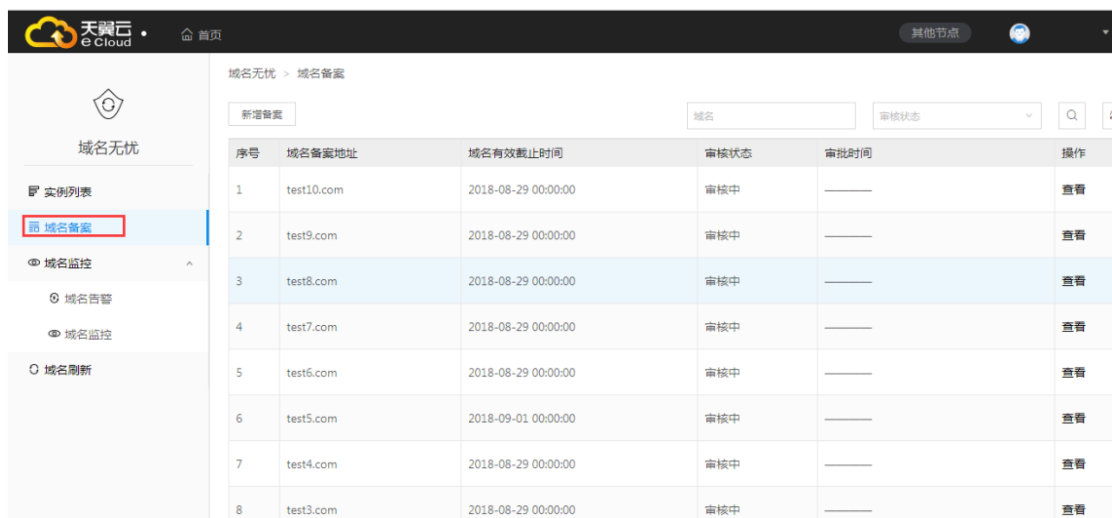 天翼云
e Cloud
首页
其他节点
域名无忧
实例列表
域名备案
域名监控
域名告警
域名监控
域名刷新
域名无忧 > 域名备案
新增备案
域名
审核状态
序号 域名备案地址 域名有效截止时间 审核状态 审批时间 操作
1 test10.com 2018-08-29 00:00:00 审核中 ———— 查看
2 test9.com 2018-08-29 00:00:00 审核中 ———— 查看
3 test8.com 2018-08-29 00:00:00 审核中 ———— 查看
4 test7.com 2018-08-29 00:00:00 审核中 ———— 查看
5 test6.com 2018-08-29 00:00:00 审核中 ———— 查看
6 test5.com 2018-09-01 00:00:00 审核中 ———— 查看
7 test4.com 2018-08-29 00:00:00 审核中 ———— 查看
8 test3.com 2018-08-29 00:00:00 审核中 ———— 查看